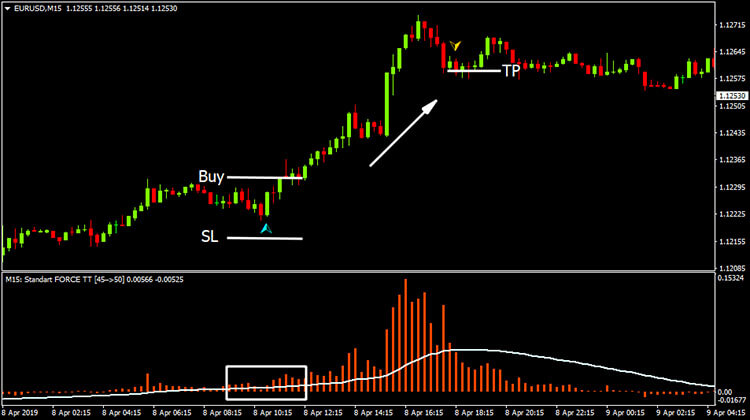 EURUSD,M15 1.12555 1.12556 1.12514 1.12530
1.12715
1.12645
TP
1.12575
1.12530
1.12505
1.12435
1.12365
Buy
1.12295
1.12225
SL
1.12155
1.12085
M15: Standart FORCE TT [45->50] 0.00566 -0.00525
0.15324
0.00
-0.01677
8 Apr 2019 8 Apr 02:15 8 Apr 04:15 8 Apr 06:15 8 Apr 08:15 8 Apr 10:15 8 Apr 12:15 8 Apr 14:15 8 Apr 16:15 8 Apr 18:15 8 Apr 20:15 8 Apr 22:15 9 Apr 00:15 9 Apr 02:15 9 Apr 04:15